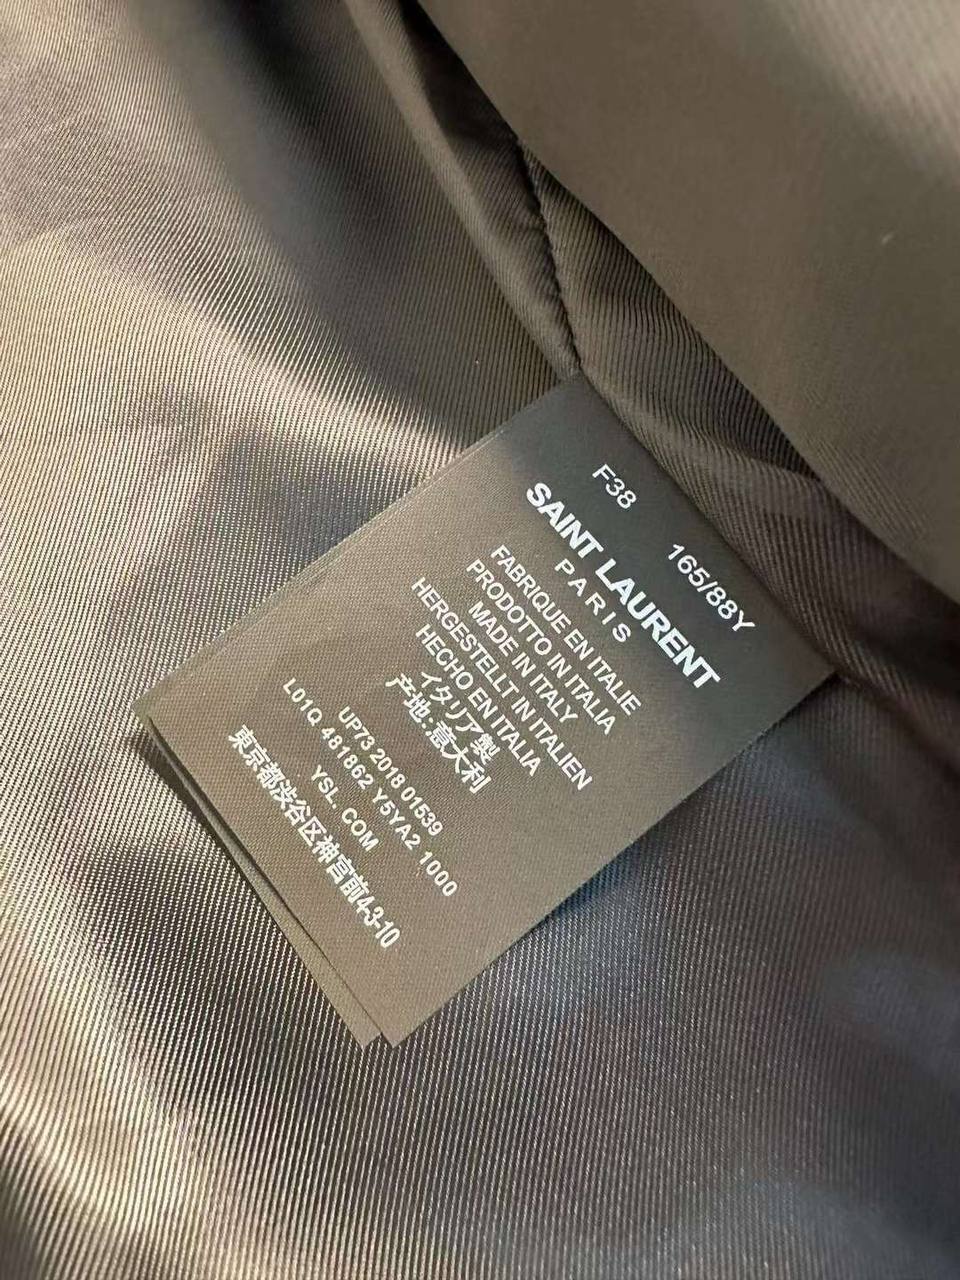 F38 165/88Y
SAINT LAURENT
PARIS
FABRIQUE EN ITALIE
PRODOTTO IN ITALIA
MADE IN ITALY
HERGESTELLT IN ITALIEN
HECHO EN ITALIA
イタリア製
产地:意大利
UP73 2018 01539
L01Q 481862 Y5YA2 1000
YSL.COM
東京都渋谷区神宮前4-3-10